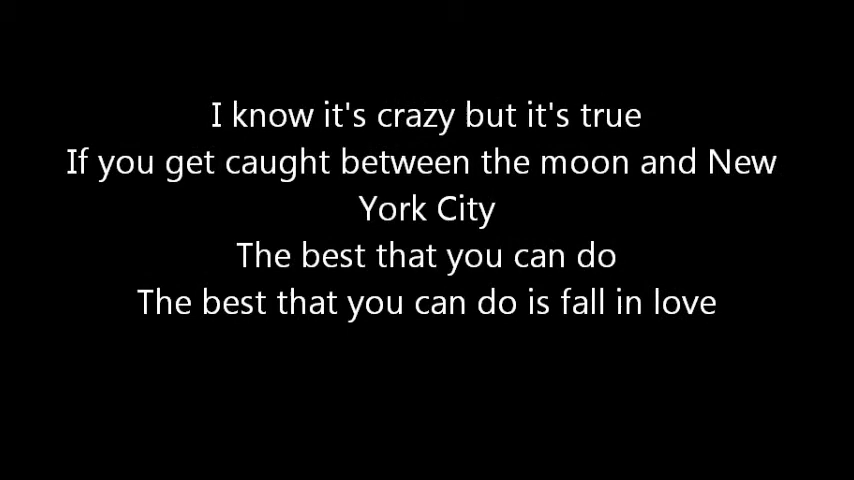 I know it's crazy but it's true
If you get caught between the moon and New
York City
The best that you can do
The best that you can do is fall in love